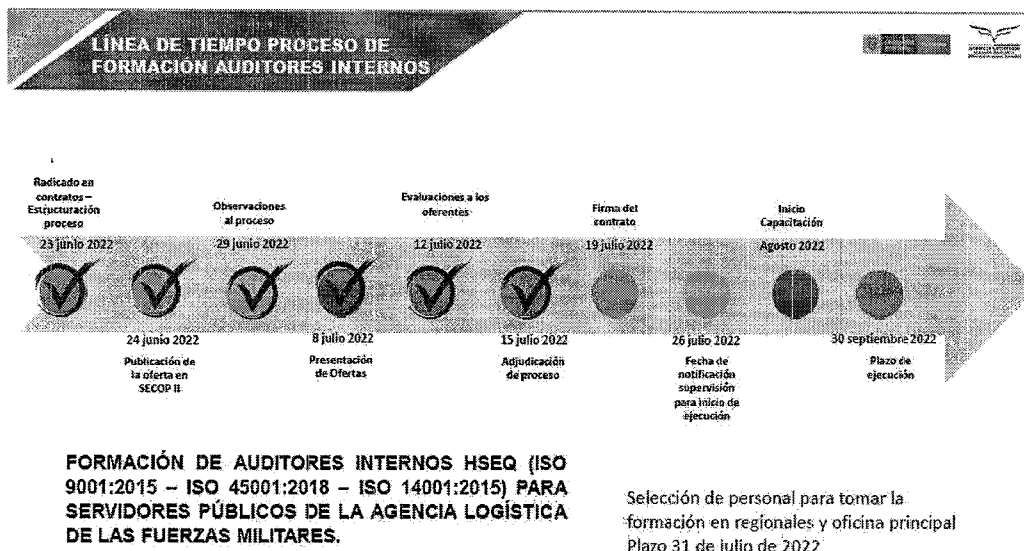 LÍNEA DE TIEMPO PROCESO DE
FORMACIÓN AUDITORES INTERNOS
Radicado en
contratos –
Estructuración
proceso
23 junio 2022
Observaciones
al proceso
29 junio 2022
Evaluaciones a los
oferentes
12 julio 2022
Firma del
contrato
19 julio 2022
Inicio
Capacitación
Agosto 2022
24 junio 2022
Publicación de
la oferta en
SECOP II
8 julio 2022
Presentación
de Ofertas
15 julio 2022
Adjudicación
de proceso
26 julio 2022
Fecha de
notificación
supervisión
para inicio de
ejecución
30 septiembre 2022
Plazo de
ejecución
FORMACIÓN DE AUDITORES INTERNOS HSEQ (ISO
9001:2015 – ISO 45001:2018 – ISO 14001:2015) PARA
SERVIDORES PÚBLICOS DE LA AGENCIA LOGÍSTICA
DE LAS FUERZAS MILITARES.
Selección de personal para tomar la
formación en regionales y oficina principal
Plazo 31 de julio de 2022